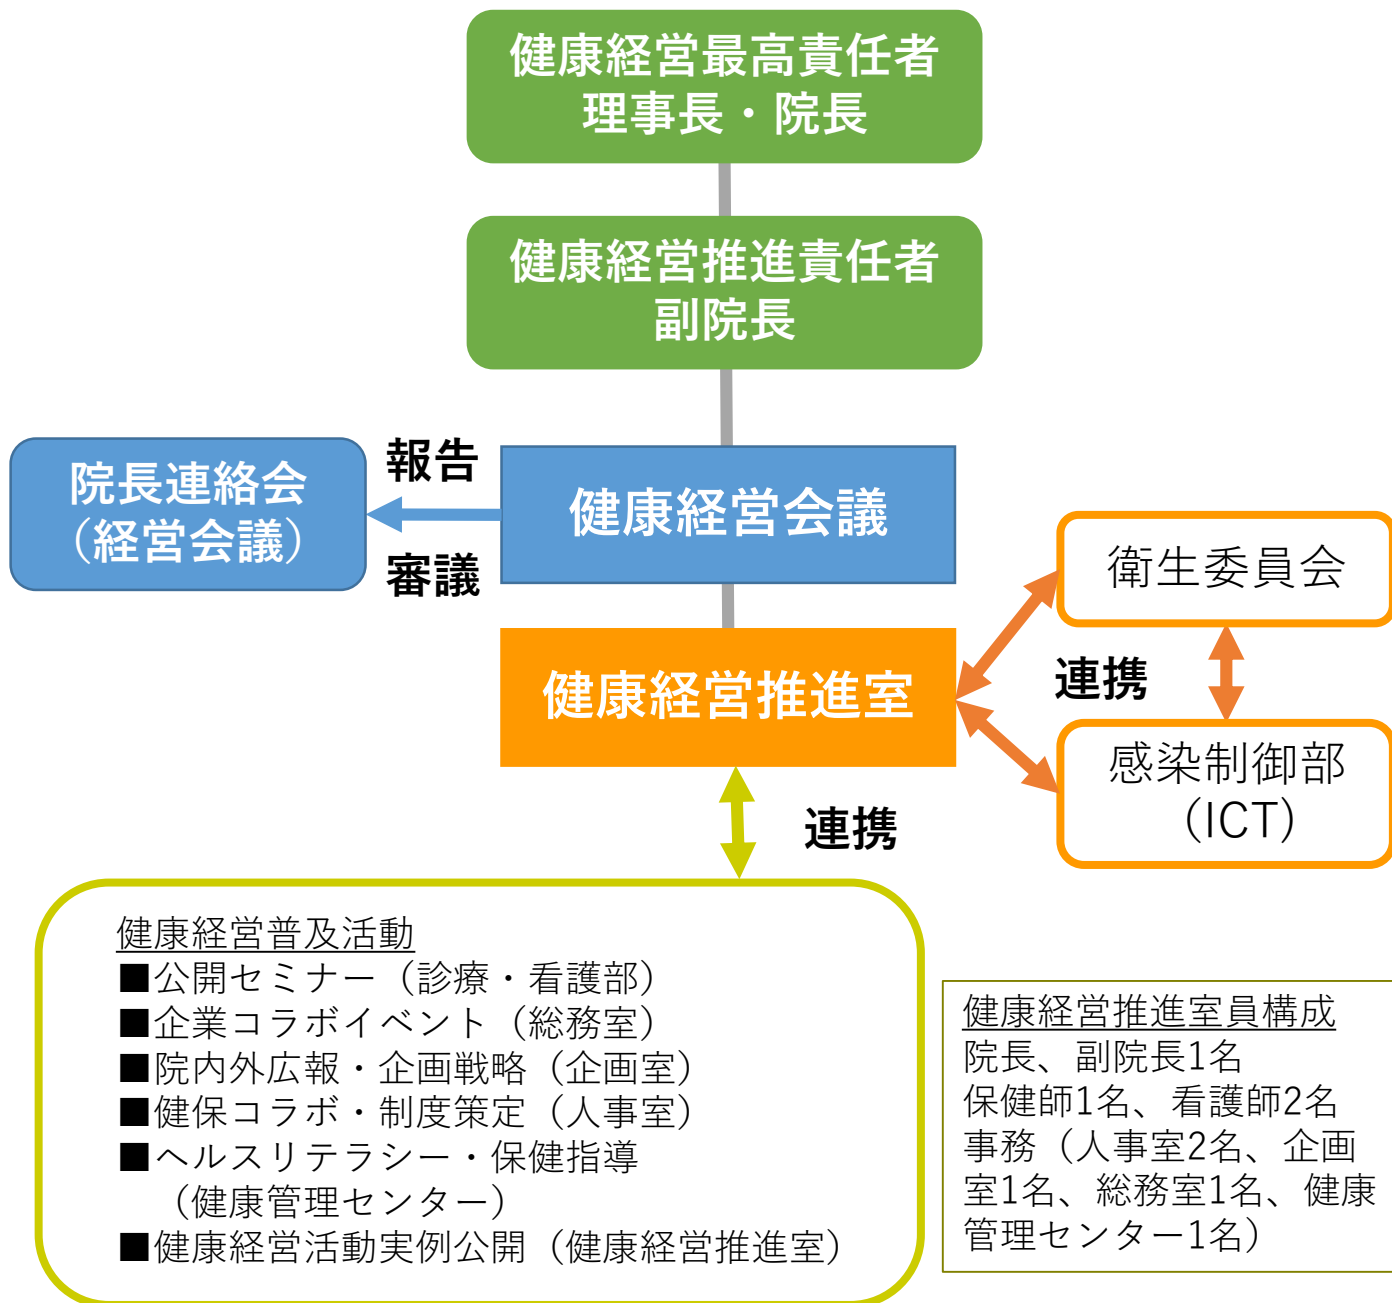 健康経営最高責任者
理事長・院長
健康経営推進責任者
副院長
報告
院長連絡会
（経営会議）
健康経営会議
審議
衛生委員会
健康経営推進室
連携
感染制御部
（ICT）
連携
健康経営普及活動
■公開セミナー（診療・看護部）
■企業コラボイベント（総務室）
■院内外広報・企画戦略（企画室）
■健保コラボ・制度策定（人事室）
■ヘルスリテラシー・保健指導
（健康管理センター）
■健康経営活動実例公開（健康経営推進室）
健康経営推進室員構成
院長、副院長1名
保健師1名、看護師2名
事務（人事室2名、企画
室1名、総務室1名、健康
管理センター1名）